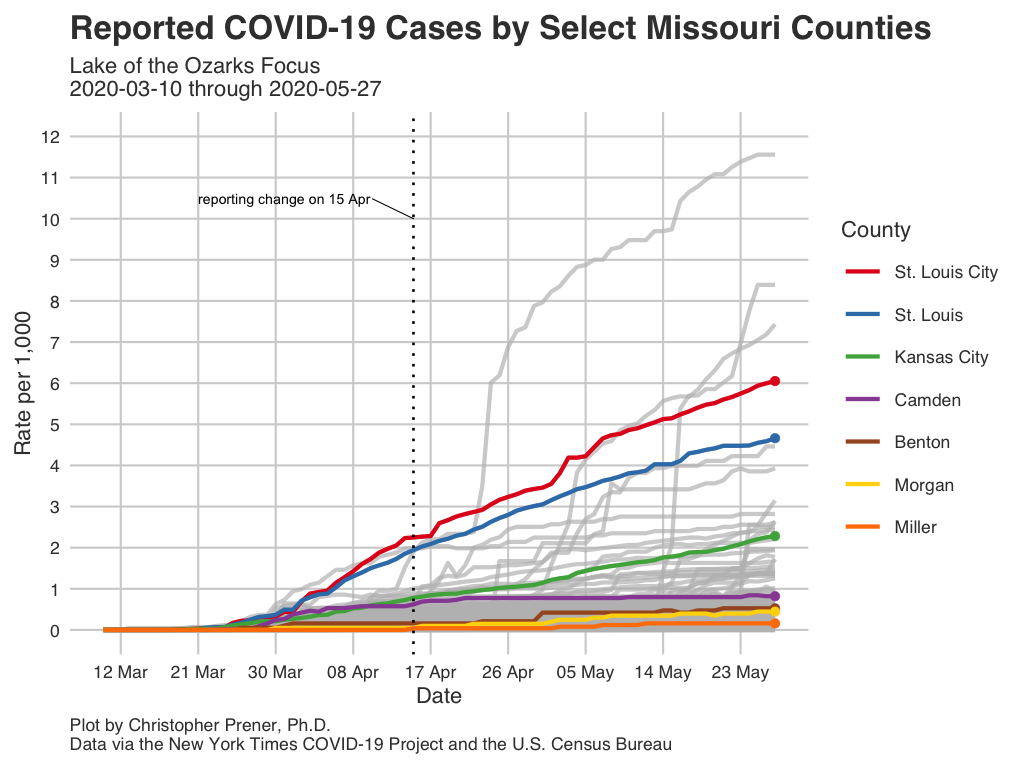 Reported COVID-19 Cases by Select Missouri Counties
Lake of the Ozarks Focus
2020-03-10 through 2020-05-27
12
11
10
9
8
7
6
5
4
3
2
1
0
Rate per 1,000
reporting change on 15 Apr
12 Mar
21 Mar
30 Mar
08 Apr
17 Apr
26 Apr
05 May
14 May
23 May
Date
County
St. Louis City
St. Louis
Kansas City
Camden
Benton
Morgan
Miller
Plot by Christopher Prener, Ph.D.
Data via the New York Times COVID-19 Project and the U.S. Census Bureau